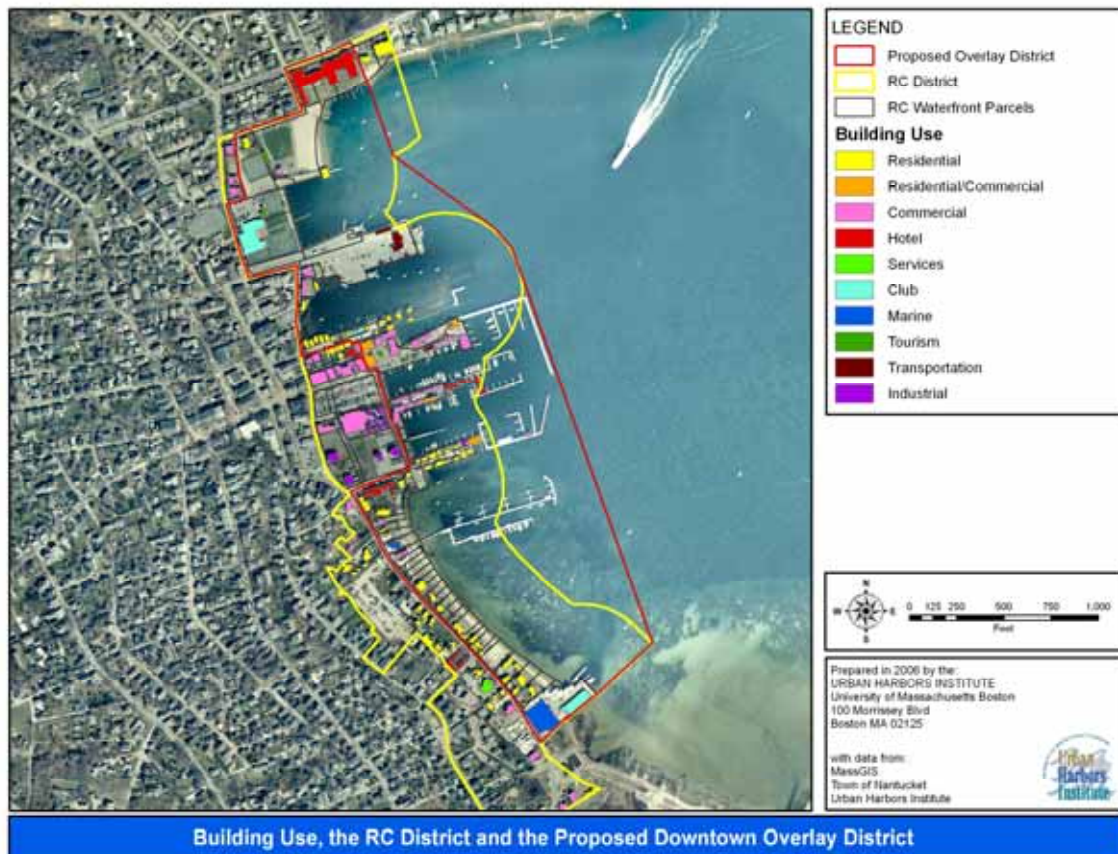 LEGEND
Proposed Overlay District
RC District
RC Waterfront Parcels
Building Use
Residential
Residential/Commercial
Commercial
Hotel
Services
Club
Marine
Tourism
Transportation
Industrial
N
W E
S
0 125 250 500 750 1,000
Feet
Prepared in 2006 by the:
URBAN HARBORS INSTITUTE
University of Massachusetts Boston
100 Morrissey Blvd
Boston MA 02125
with data from:
MassGIS
Town of Nantucket
Urban Harbors Institute
Urban
Harbors
Institute
Building Use, the RC District and the Proposed Downtown Overlay District